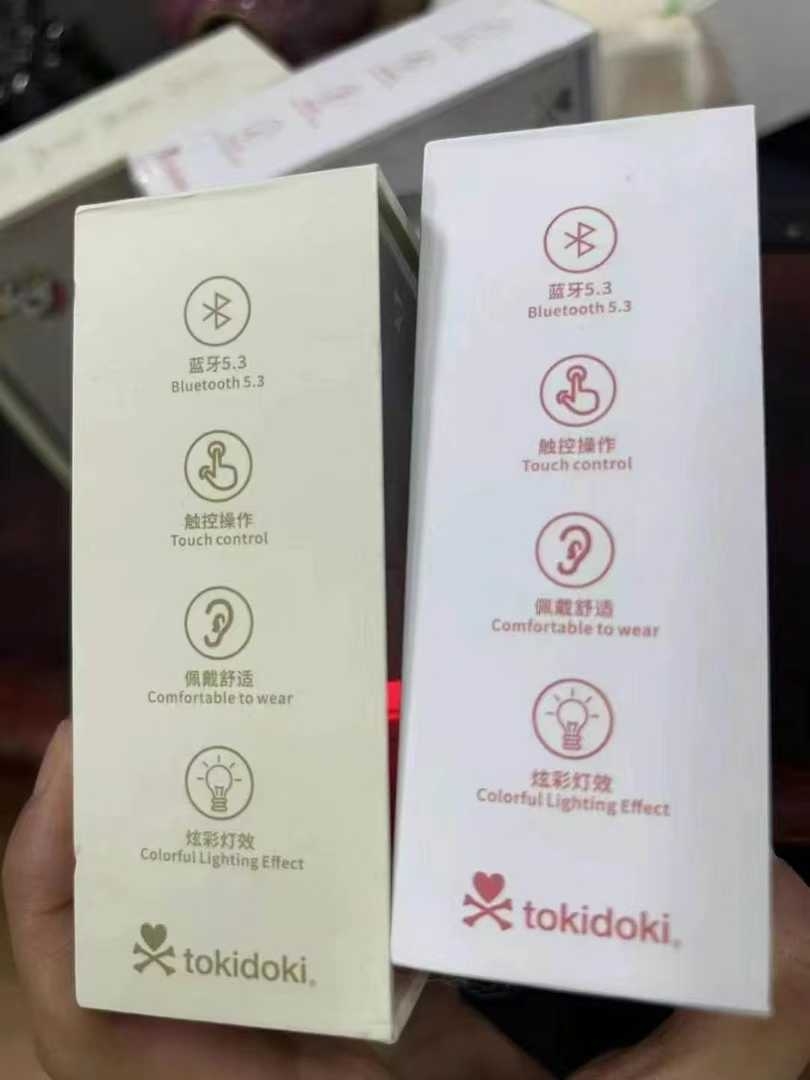 蓝牙5.3
Bluetooth 5.3
触控操作
Touch control
佩戴舒适
Comfortable to wear
炫彩灯效
Colorful Lighting Effect
tokidoki®
蓝牙5.3
Bluetooth 5.3
触控操作
Touch control
佩戴舒适
Comfortable to wear
炫彩灯效
Colorful Lighting Effect
tokidoki®